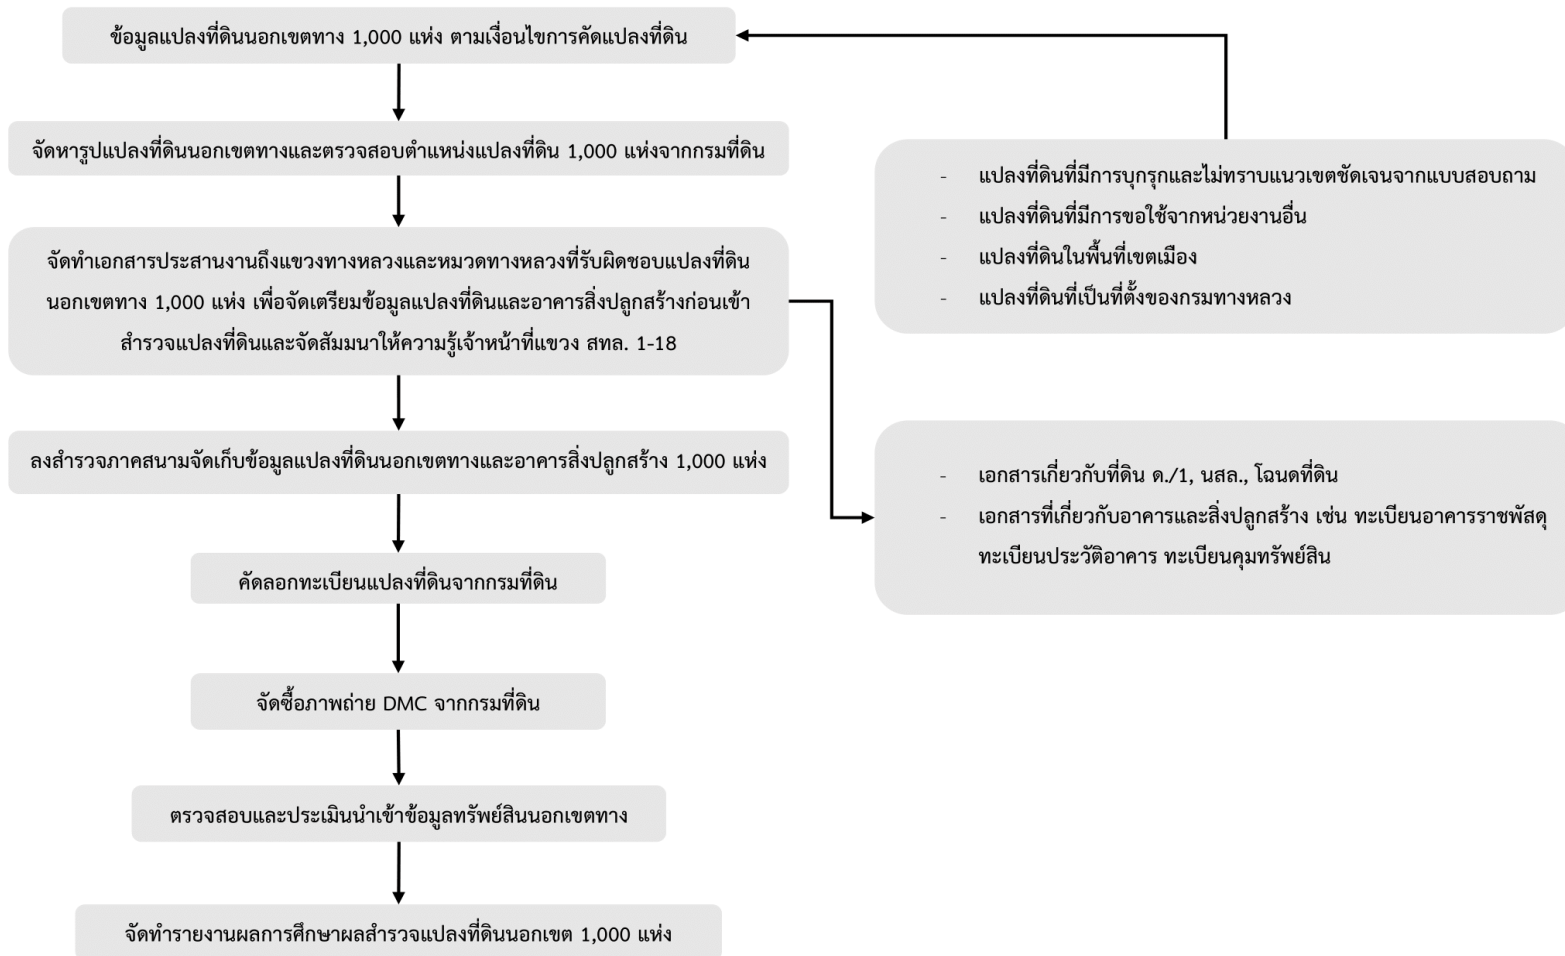 ข้อมูลแปลงที่ดินนอกเขตทาง 1,000 แห่ง ตามเงื่อนไขการคัดแปลงที่ดิน
จัดหารูปแปลงที่ดินนอกเขตทางและตรวจสอบตำแหน่งแปลงที่ดิน 1,000 แห่งจากกรมที่ดิน
จัดทำเอกสารประสานงานถึงแขวงทางหลวงและหมวดทางหลวงที่รับผิดชอบแปลงที่ดิน
นอกเขตทาง 1,000 แห่ง เพื่อจัดเตรียมข้อมูลแปลงที่ดินและอาคารสิ่งปลูกสร้างก่อนเข้า
สำรวจแปลงที่ดินและจัดสัมมนาให้ความรู้เจ้าหน้าที่แขวง สทล. 1-18
ลงสำรวจภาคสนามจัดเก็บข้อมูลแปลงที่ดินนอกเขตทางและอาคารสิ่งปลูกสร้าง 1,000 แห่ง
คัดลอกทะเบียนแปลงที่ดินจากกรมที่ดิน
จัดซื้อภาพถ่าย DMC จากกรมที่ดิน
ตรวจสอบและประเมินนำเข้าข้อมูลทรัพย์สินนอกเขตทาง
จัดทำรายงานผลการศึกษาผลสำรวจแปลงที่ดินนอกเขต 1,000 แห่ง
- แปลงที่ดินที่มีการบุกรุกและไม่ทราบแนวเขตชัดเจนจากแบบสอบถาม
- แปลงที่ดินที่มีการขอใช้จากหน่วยงานอื่น
- แปลงที่ดินในพื้นที่เขตเมือง
- แปลงที่ดินที่เป็นที่ตั้งของกรมทางหลวง
- เอกสารเกี่ยวกับที่ดิน ด./1, นสล., โฉนดที่ดิน
- เอกสารที่เกี่ยวกับอาคารและสิ่งปลูกสร้าง เช่น ทะเบียนอาคารราชพัสดุ
ทะเบียนประวัติอาคาร ทะเบียนคุมทรัพย์สิน